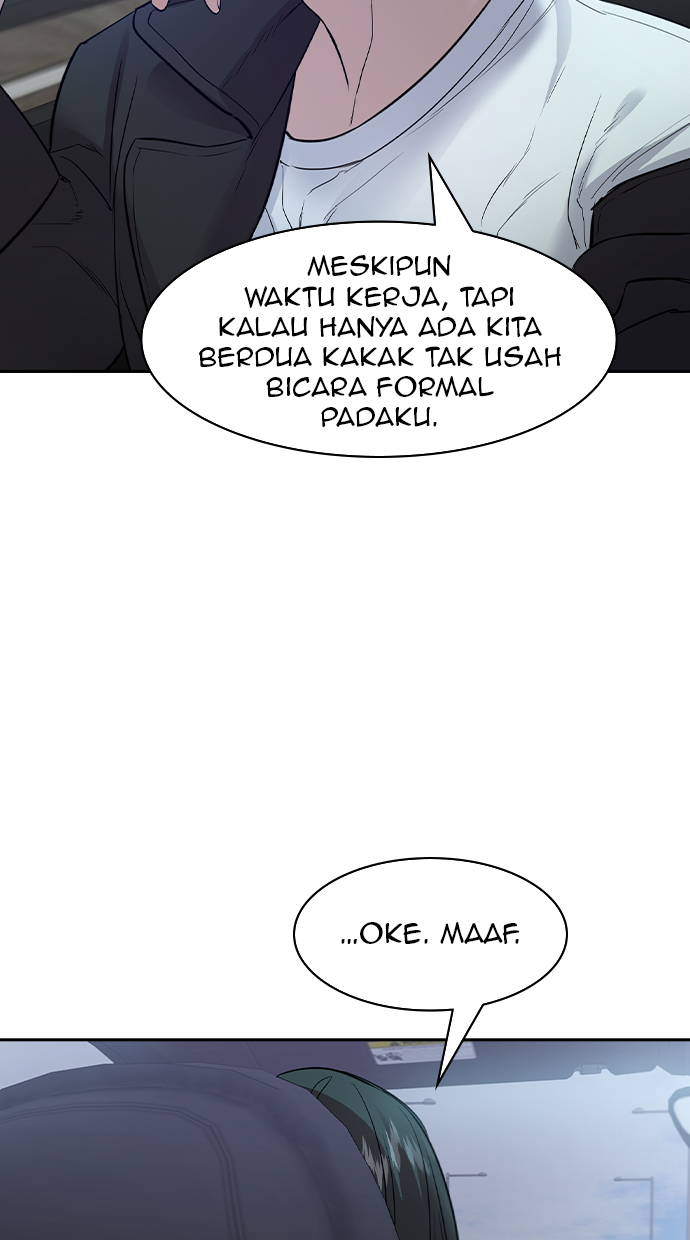 MESKIPUN
WAKTU KERJA, TAPI
KALAU HANYA ADA KITA
BERDUA KAKAK TAK USAH
BICARA FORMAL
PADAKU.
...OKE. MAAF.